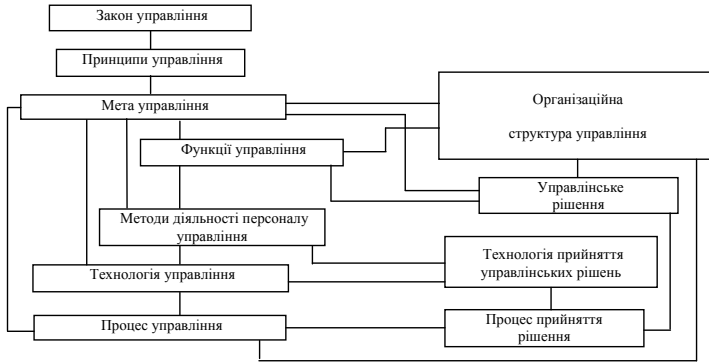 Закон управління
Принципи управління
Мета управління
Організаційна
структура управління
Функції управління
Управлінське
рішення
Методи діяльності персоналу
управління
Технологія прийняття
управлінських рішень
Технологія управління
Процес управління
Процес прийняття
рішення